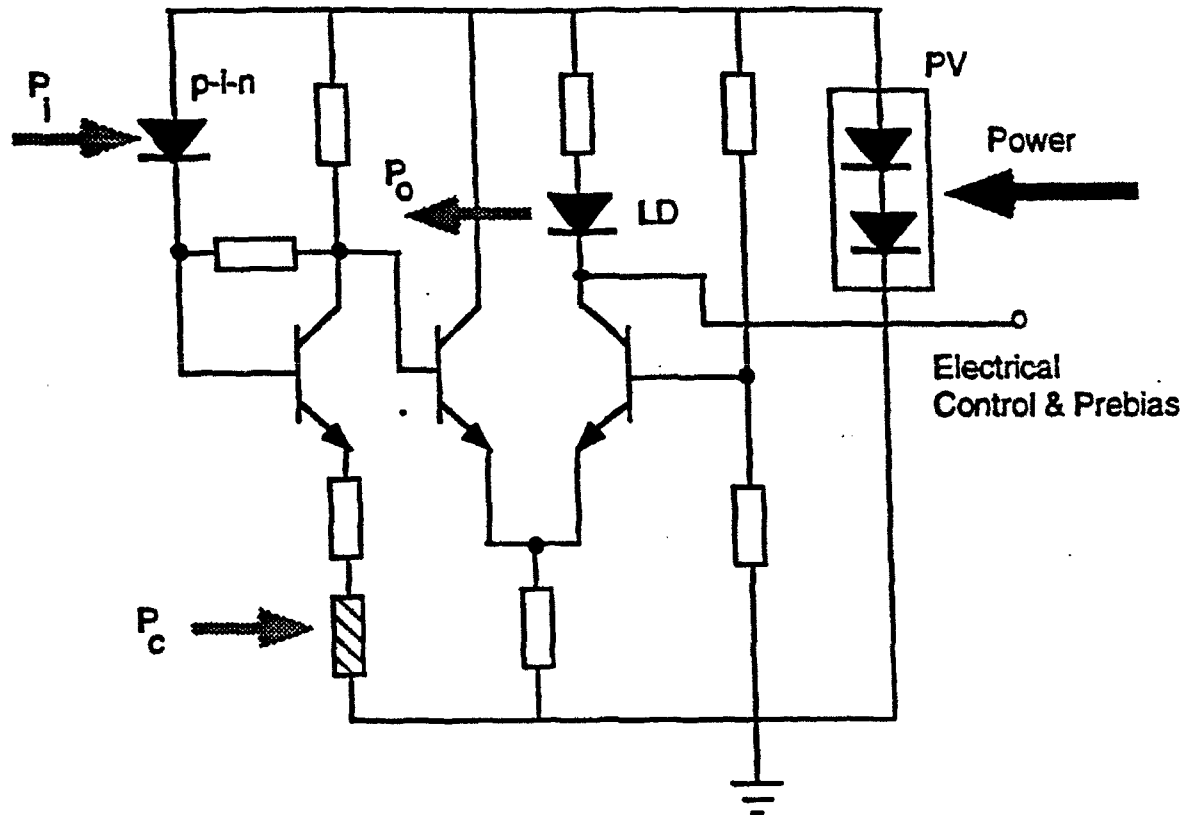 PV
p-i-n
Pi
Power
Po
LD
Electrical
Control & Prebias
Pc